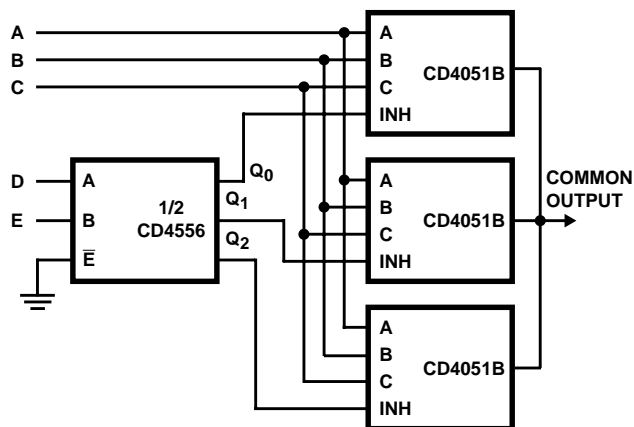 A
B
C
A
B
C
INH
CD4051B
D
E
A
B
E̅
1/2
CD4556
Q0
Q1
Q2
A
B
C
INH
CD4051B
COMMON
OUTPUT
A
B
C
INH
CD4051B